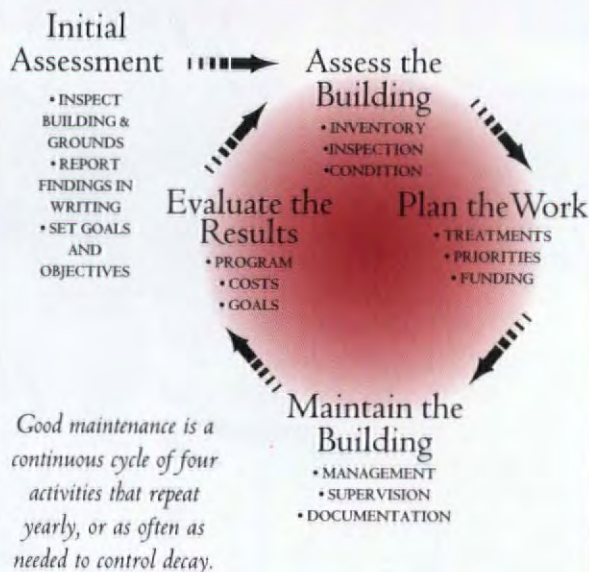 Initial
Assessment
• INSPECT
BUILDING &
GROUNDS
• REPORT
FINDINGS IN
WRITING
• SET GOALS
AND
OBJECTIVES
Assess the
Building
• INVENTORY
•INSPECTION
•CONDITION
Plan the Work
• TREATMENTS
• PRIORITIES
• FUNDING
Maintain the
Building
• MANAGEMENT
• SUPERVISION
• DOCUMENTATION
Evaluate the
Results
• PROGRAM
• COSTS
• GOALS
Good maintenance is a
continuous cycle of four
activities that repeat
yearly, or as often as
needed to control decay.